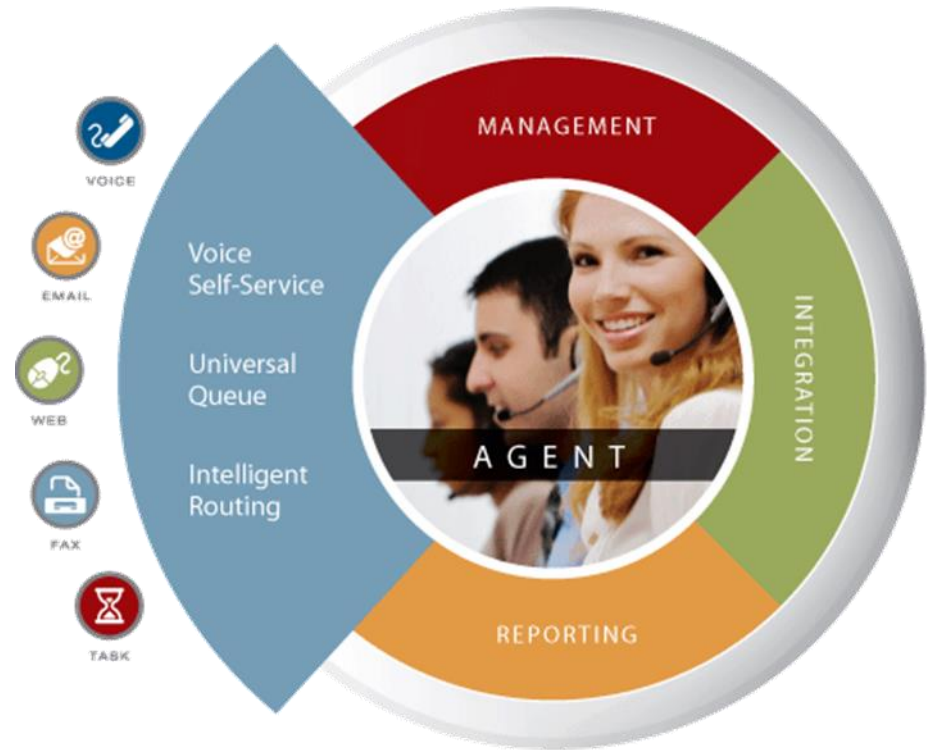 MANAGEMENT
VOICE
EMAIL
WEB
FAX
TASK
Voice
Self-Service
Universal
Queue
Intelligent
Routing
AGENT
INTEGRATION
REPORTING